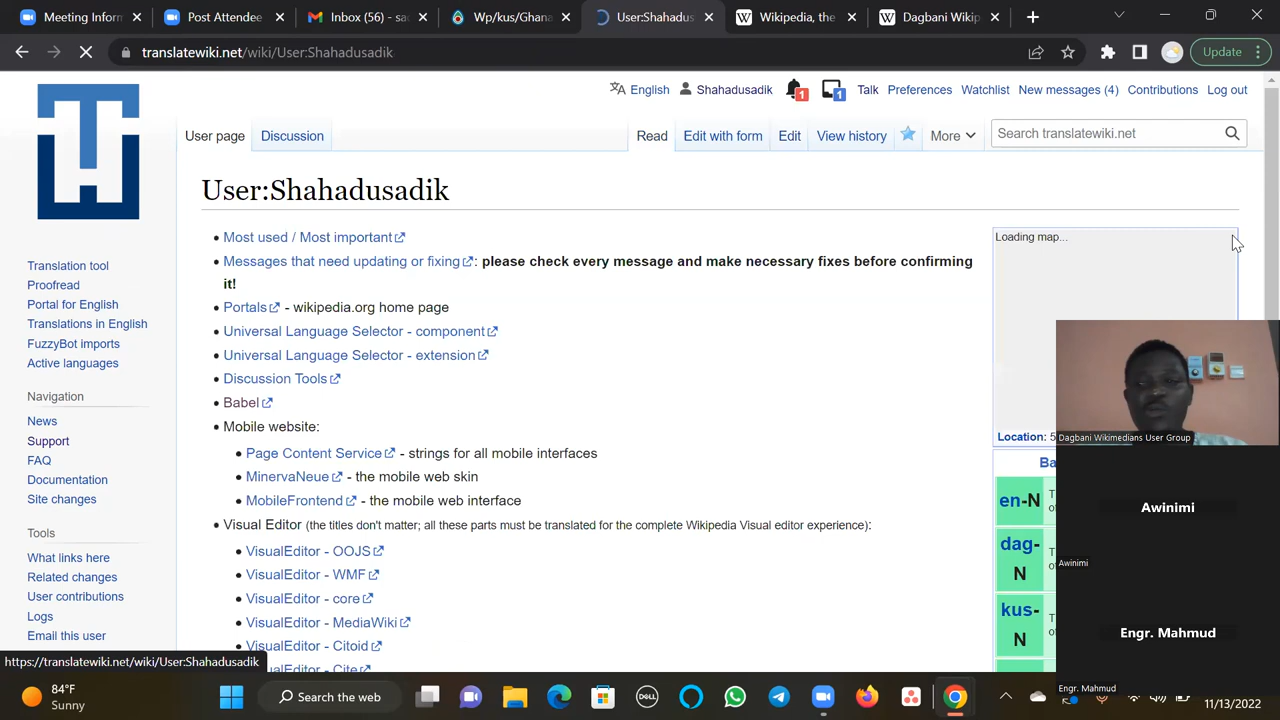 Meeting Inform
Post Attendee
Inbox (56) - sa
Wp/kus/Ghana
User:Shahadus
Wikipedia, the
Dagbani Wikip
translatewiki.net/wiki/User:Shahadusadik
Update
English
Shahadusadik
1
1
Talk
Preferences
Watchlist
New messages (4)
Contributions
Log out
User page
Discussion
Read
Edit with form
Edit
View history
More
Search translatewiki.net
User:Shahadusadik
Translation tool
Proofread
Portal for English
Translations in English
FuzzyBot imports
Active languages
Navigation
News
Support
FAQ
Documentation
Site changes
Tools
What links here
Related changes
User contributions
Logs
Email this user
https://translatewiki.net/wiki/User:Shahadusadik
• Most used / Most important
• Messages that need updating or fixing: please check every message and make necessary fixes before confirming
it!
• Portals - wikipedia.org home page
• Universal Language Selector - component
• Universal Language Selector - extension
• Discussion Tools
• Babel
• Mobile website:
• Page Content Service - strings for all mobile interfaces
• MinervaNeue - the mobile web skin
• MobileFrontend - the mobile web interface
• Visual Editor (the titles don't matter; all these parts must be translated for the complete Wikipedia Visual editor experience):
• VisualEditor - OOJS
• VisualEditor - WMF
• VisualEditor - core
• VisualEditor - MediaWiki
• VisualEditor - Citoid
• VisualEditor - Cite
Loading map...
Location: 5
Ba
en-N
T
o
dag-
N
T
o
kus-
N
T
o
Dagbani Wikimedians User Group
Awinimi
Awinimi
Engr. Mahmud
Engr. Mahmud
84°F
Sunny
Search the web
DELL
11/13/2022